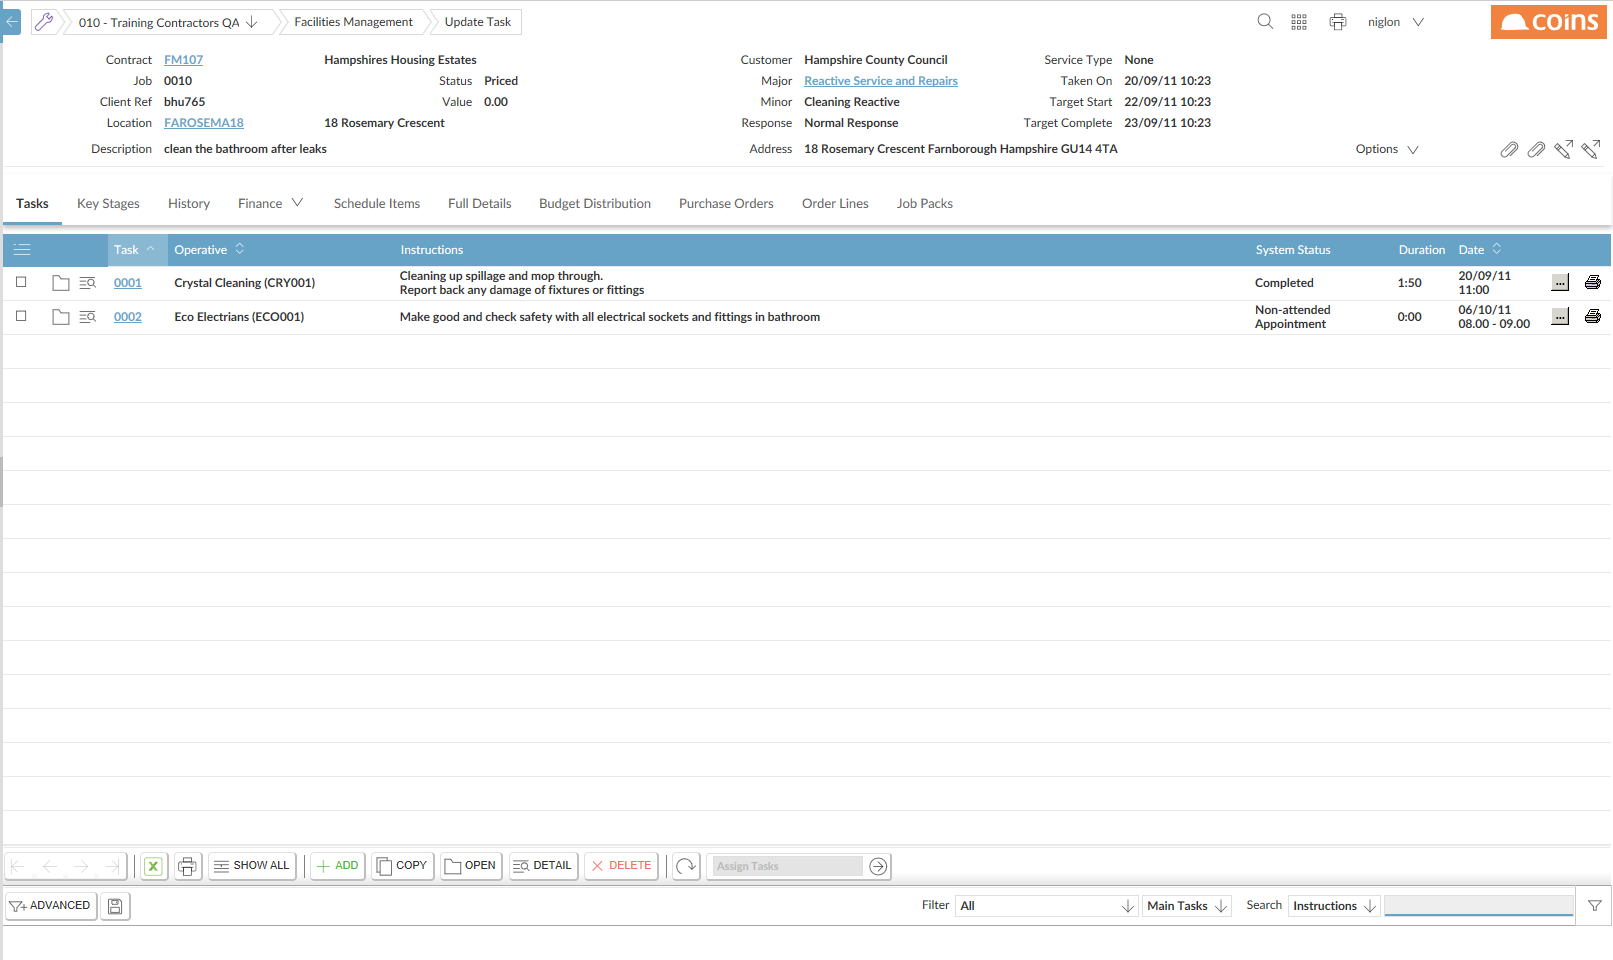 010 - Training Contractors QA
Facilities Management
Update Task
niglon
coins
Contract FM107 Hampshires Housing Estates Customer Hampshire County Council Service Type None
Job 0010 Status Priced Major Reactive Service and Repairs Taken On 20/09/11 10:23
Client Ref bhu765 Value 0.00 Minor Cleaning Reactive Target Start 22/09/11 10:23
Location FAROSEMA18 18 Rosemary Crescent Response Normal Response Target Complete 23/09/11 10:23
Description clean the bathroom after leaks Address 18 Rosemary Crescent Farnborough Hampshire GU14 4TA Options
Tasks Key Stages History Finance Schedule Items Full Details Budget Distribution Purchase Orders Order Lines Job Packs
Task Operative Instructions System Status Duration Date
0001 Crystal Cleaning (CRY001)
Cleaning up spillage and mop through.
Report back any damage of fixtures or fittings
Completed 1:50
20/09/11
11:00
...
0002 Eco Electrians (ECO001) Make good and check safety with all electrical sockets and fittings in bathroom
Non-attended
Appointment
0:00
06/10/11
08.00 - 09.00
...
X SHOW ALL ADD COPY OPEN DETAIL DELETE Assign Tasks
ADVANCED Filter All Main Tasks Search Instructions